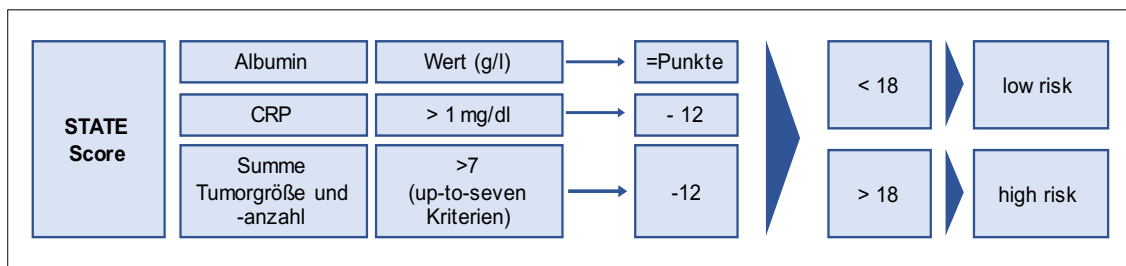 STATE
Score
Albumin
Wert (g/l)
=Punkte
CRP
> 1 mg/dl
- 12
Summe
Tumorgröße und
-anzahl
>7
(up-to-seven
Kriterien)
-12
< 18
low risk
> 18
high risk